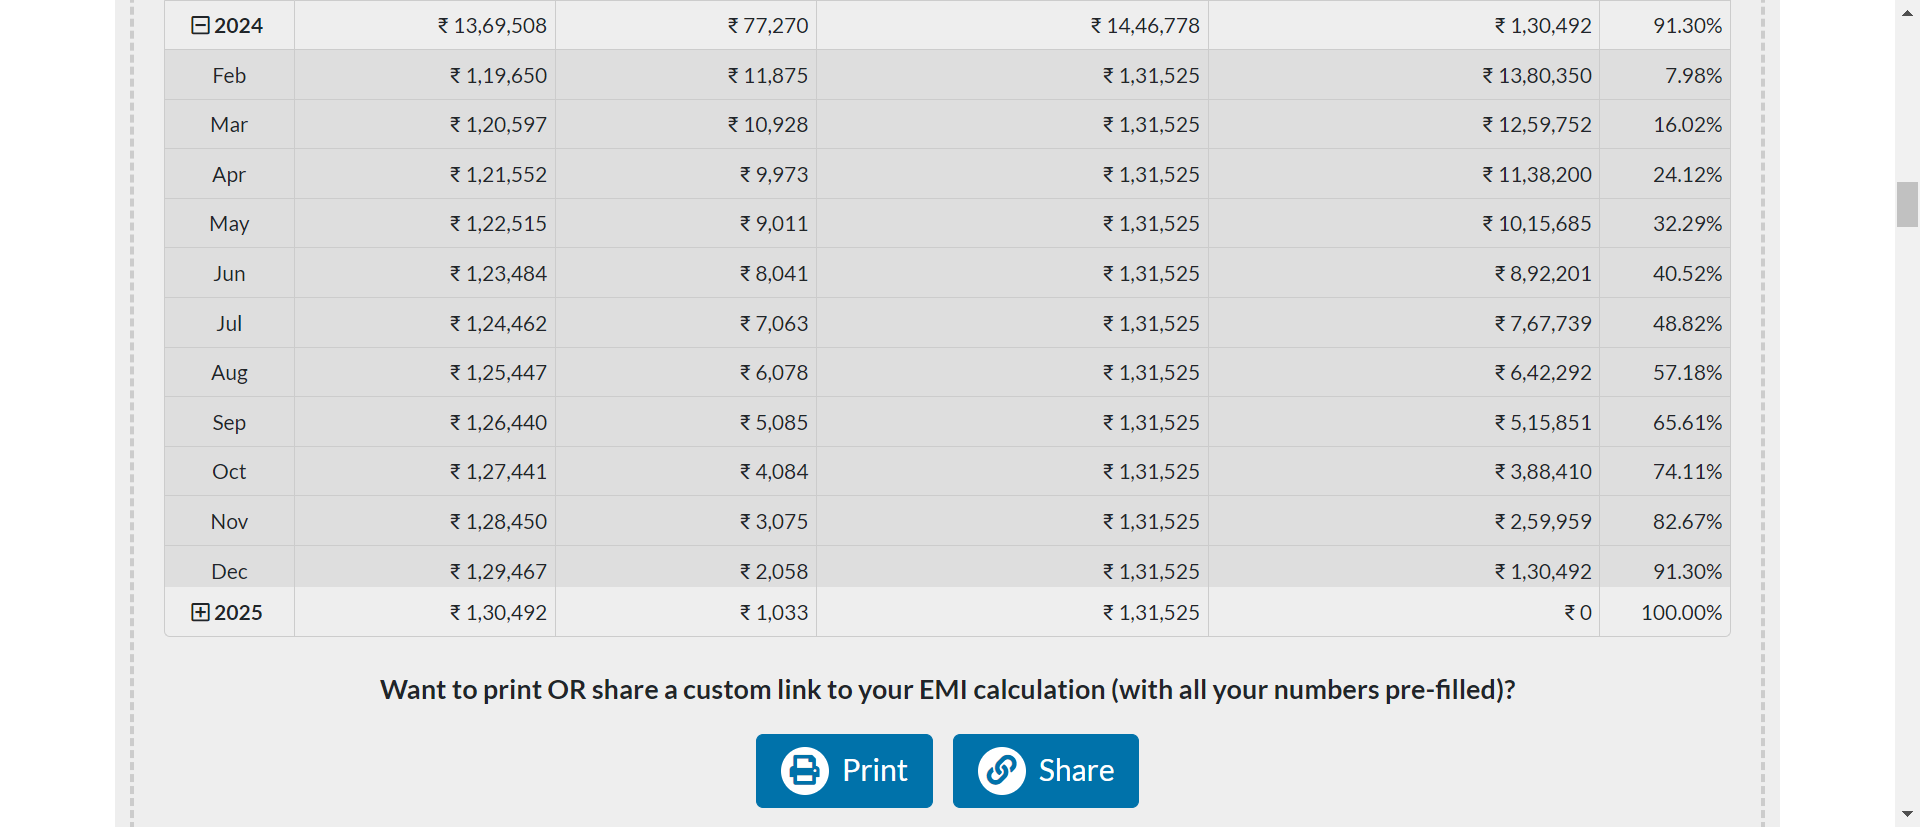 2024 ₹ 13,69,508 ₹ 77,270 ₹ 14,46,778 ₹ 1,30,492 91.30%
Feb ₹ 1,19,650 ₹ 11,875 ₹ 1,31,525 ₹ 13,80,350 7.98%
Mar ₹ 1,20,597 ₹ 10,928 ₹ 1,31,525 ₹ 12,59,752 16.02%
Apr ₹ 1,21,552 ₹ 9,973 ₹ 1,31,525 ₹ 11,38,200 24.12%
May ₹ 1,22,515 ₹ 9,011 ₹ 1,31,525 ₹ 10,15,685 32.29%
Jun ₹ 1,23,484 ₹ 8,041 ₹ 1,31,525 ₹ 8,92,201 40.52%
Jul ₹ 1,24,462 ₹ 7,063 ₹ 1,31,525 ₹ 7,67,739 48.82%
Aug ₹ 1,25,447 ₹ 6,078 ₹ 1,31,525 ₹ 6,42,292 57.18%
Sep ₹ 1,26,440 ₹ 5,085 ₹ 1,31,525 ₹ 5,15,851 65.61%
Oct ₹ 1,27,441 ₹ 4,084 ₹ 1,31,525 ₹ 3,88,410 74.11%
Nov ₹ 1,28,450 ₹ 3,075 ₹ 1,31,525 ₹ 2,59,959 82.67%
Dec ₹ 1,29,467 ₹ 2,058 ₹ 1,31,525 ₹ 1,30,492 91.30%
2025 ₹ 1,30,492 ₹ 1,033 ₹ 1,31,525 ₹ 0 100.00%
Want to print OR share a custom link to your EMI calculation (with all your numbers pre-filled)?
Print Share